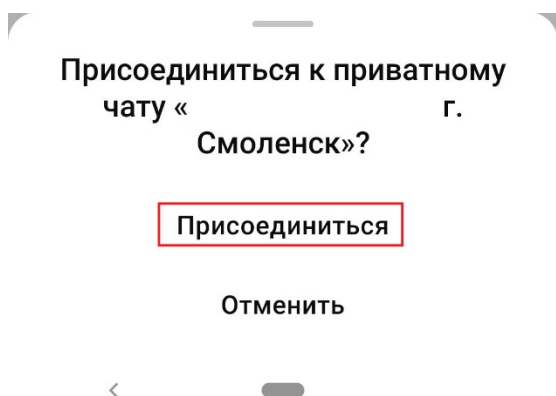 Присоединиться к приватному
чату « г.
Смоленск»?
Присоединиться
Отменить